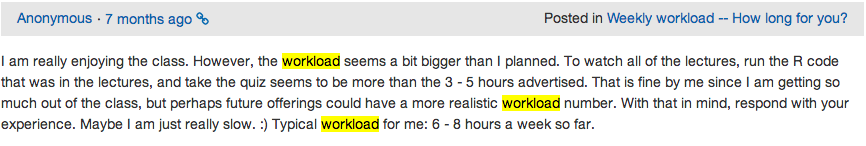 Anonymous · 7 months ago Posted in Weekly workload -- How long for you?
I am really enjoying the class. However, the workload seems a bit bigger than I planned. To watch all of the lectures, run the R code
that was in the lectures, and take the quiz seems to be more than the 3 - 5 hours advertised. That is fine by me since I am getting so
much out of the class, but perhaps future offerings could have a more realistic workload number. With that in mind, respond with your
experience. Maybe I am just really slow. :) Typical workload for me: 6 - 8 hours a week so far.